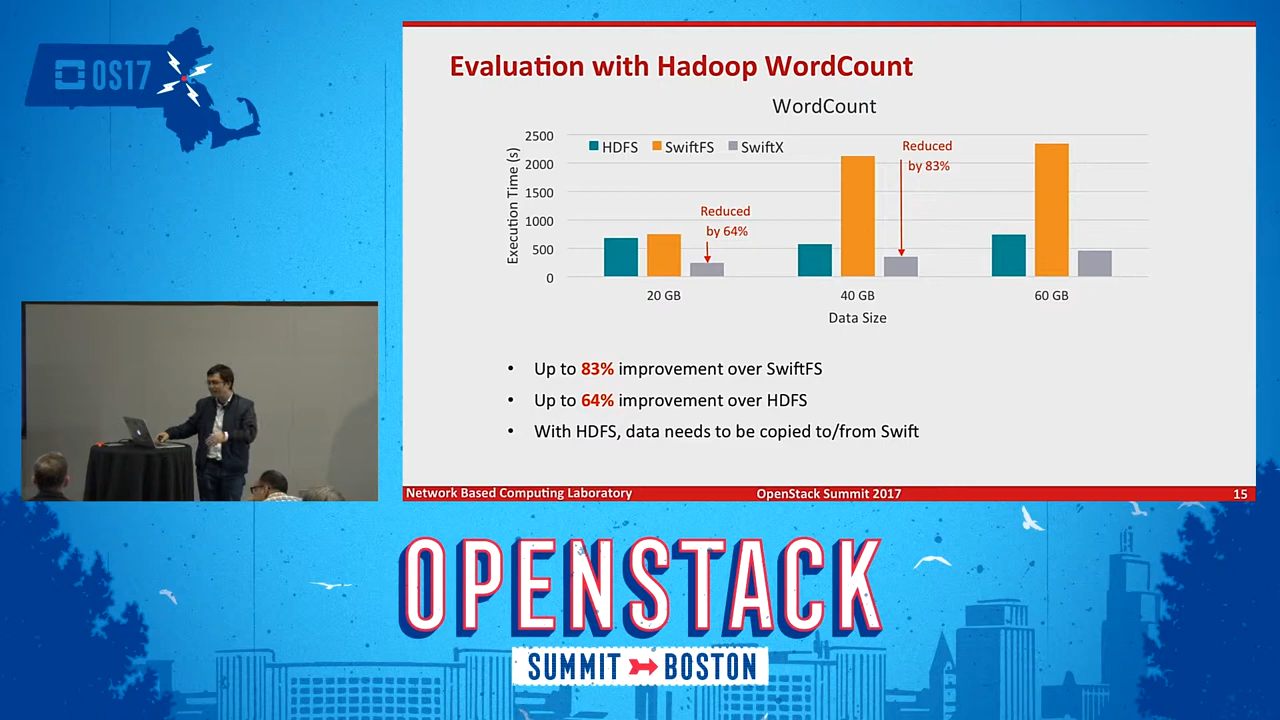 OS17
Evaluation with Hadoop WordCount
WordCount
Execution Time (s)
2500
2000
1500
1000
500
0
HDFS
SwiftFS
SwiftX
Reduced
by 64%
Reduced
by 83%
20 GB
40 GB
60 GB
Data Size
• Up to 83% improvement over SwiftFS
• Up to 64% improvement over HDFS
• With HDFS, data needs to be copied to/from Swift
Network Based Computing Laboratory
OpenStack Summit 2017
15
OPENSTACK
SUMMIT BOSTON